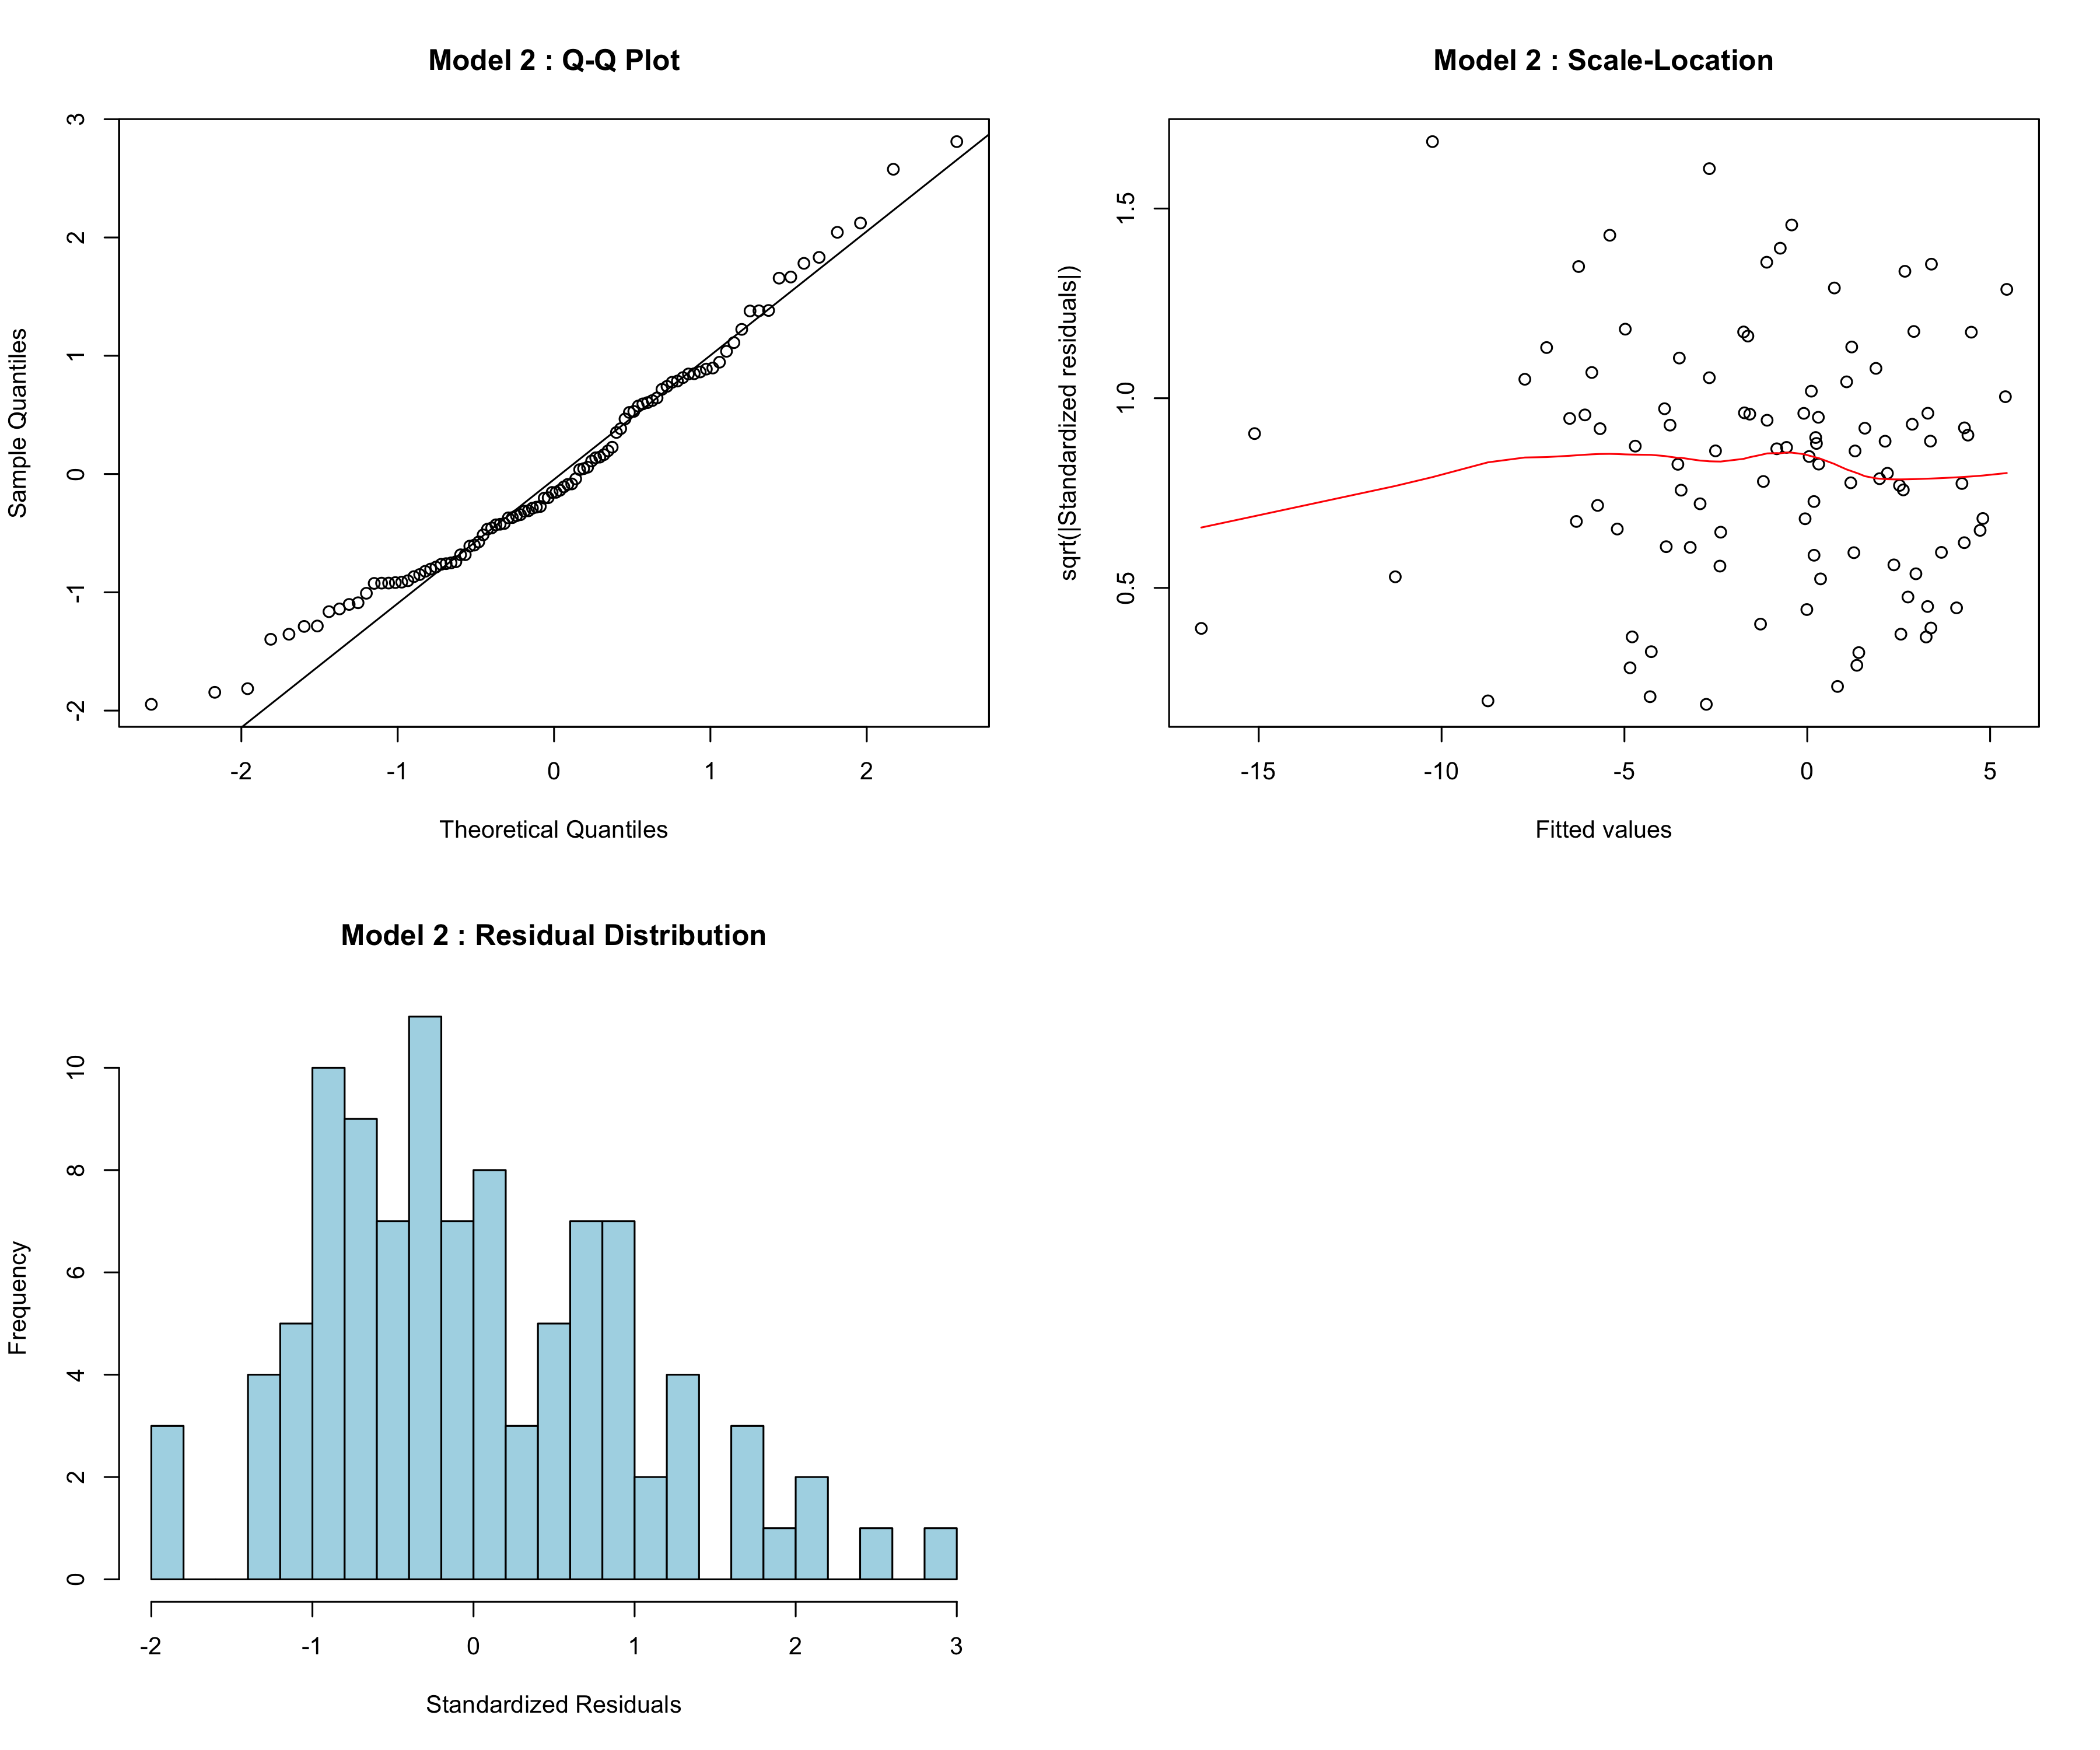 Model 2 : Q-Q Plot
3
2
1
0
-1
-2
Sample Quantiles
-2 -1 0 1 2
Theoretical Quantiles
Model 2 : Scale-Location
1.5
1.0
0.5
sqrt(|Standardized residuals|)
-15 -10 -5 0 5
Fitted values
Model 2 : Residual Distribution
10
8
6
4
2
0
Frequency
-2 -1 0 1 2 3
Standardized Residuals